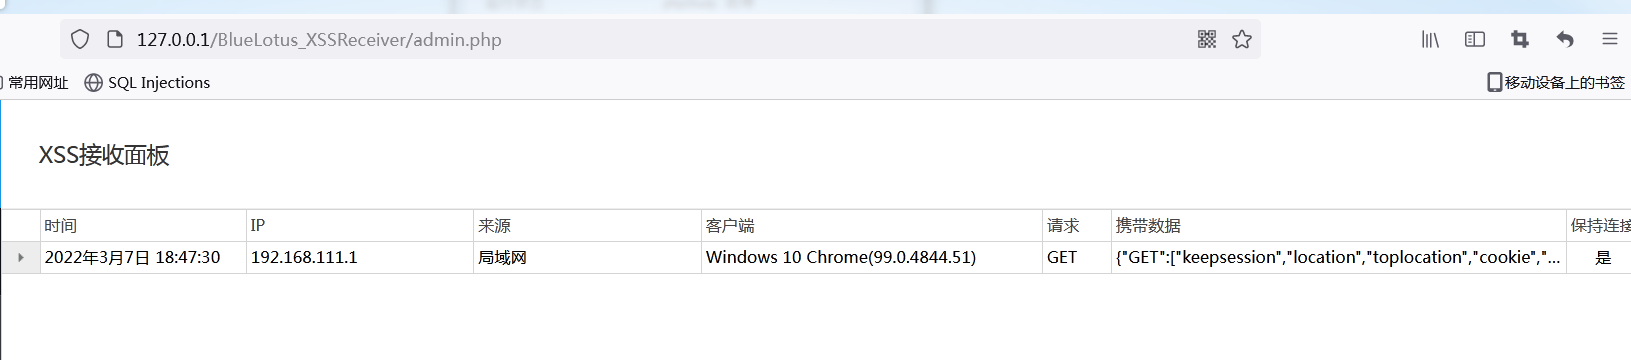 127.0.0.1/BlueLotus_XSSReceiver/admin.php
常用网址 SQL Injections 移动设备上的书签
XSS接收面板
时间 IP 来源 客户端 请求 携带数据 保持连接
2022年3月7日 18:47:30 192.168.111.1 局域网 Windows 10 Chrome(99.0.4844.51) GET {"GET":["keepsession","location","toplocation","cookie","... 是